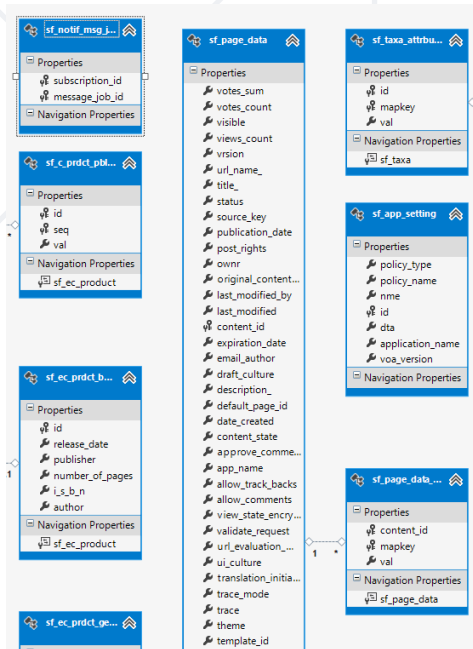 sf_notif_msg_j...
Properties
subscription_id
message_job_id
Navigation Properties
sf_c_prdct_pbl...
Properties
id
seq
val
Navigation Properties
sf_ec_product
*
sf_ec_prdct_b...
Properties
id
release_date
publisher
number_of_pages
i_s_b_n
author
Navigation Properties
sf_ec_product
1
sf_ec_prdct_ge...
sf_page_data
Properties
votes_sum
votes_count
visible
views_count
vrsion
url_name_
title_
status
source_key
publication_date
post_rights
ownr
original_content...
last_modified_by
last_modified
content_id
expiration_date
email_author
draft_culture
description_
default_page_id
date_created
content_state
approve_comme...
app_name
allow_track_backs
allow_comments
view_state_encry...
validate_request
url_evaluation_...
ui_culture
translation_initia...
trace_mode
trace
theme
template_id
1 *
sf_taxa_attrbu...
Properties
id
mapkey
val
Navigation Properties
sf_taxa
sf_app_setting
Properties
policy_type
policy_name
nme
id
dta
application_name
voa_version
Navigation Properties
sf_page_data_...
Properties
content_id
mapkey
val
Navigation Properties
sf_page_data